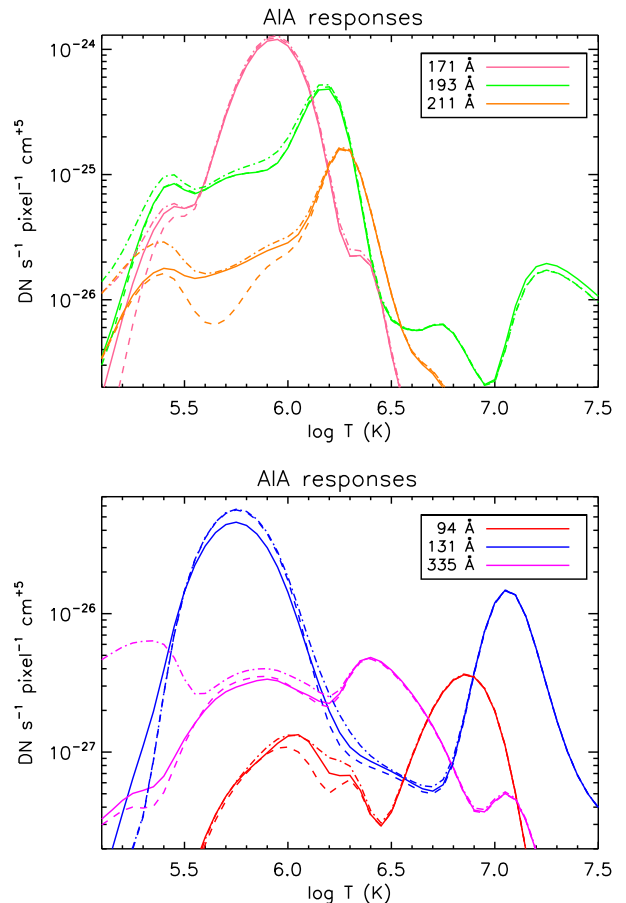 AIA responses
10⁻²⁴
10⁻²⁵
10⁻²⁶
DN s⁻¹ pixel⁻¹ cm⁺⁵
171 Å
193 Å
211 Å
5.5 6.0 6.5 7.0 7.5
log T (K)
AIA responses
10⁻²⁶
10⁻²⁷
DN s⁻¹ pixel⁻¹ cm⁺⁵
94 Å
131 Å
335 Å
5.5 6.0 6.5 7.0 7.5
log T (K)